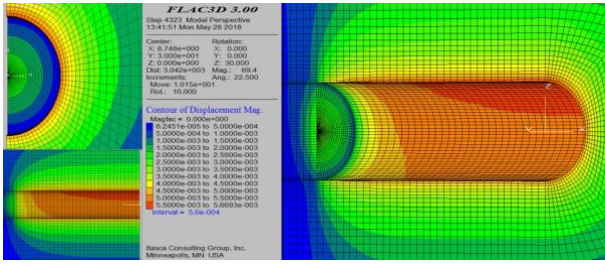 FLAC3D 3.00
Step 4323 Model Perspective
13:41:51 Mon May 28 2018
Center: Rotation:
X: 8.748e+000 X: 0.000
Y: 3.000e+001 Y: 0.000
Z: 0.000e+000 Z: 30.000
Dist: 3.042e+003 Mag.: 69.4
Increments: Ang.: 22.500
Move: 1.015e+001
Rot.: 10.000
Contour of Displacement Mag.
Magfac = 0.000e+000
6.2451e-005 to 5.0000e-004
5.0000e-004 to 1.0000e-003
1.0000e-003 to 1.5000e-003
1.5000e-003 to 2.0000e-003
2.0000e-003 to 2.5000e-003
2.5000e-003 to 3.0000e-003
3.0000e-003 to 3.5000e-003
3.5000e-003 to 4.0000e-003
4.0000e-003 to 4.5000e-003
4.5000e-003 to 5.0000e-003
5.0000e-003 to 5.5000e-003
5.5000e-003 to 5.6693e-003
Interval = 5.0e-004
Itasca Consulting Group, Inc.
Minneapolis, MN USA
Z
Y
X